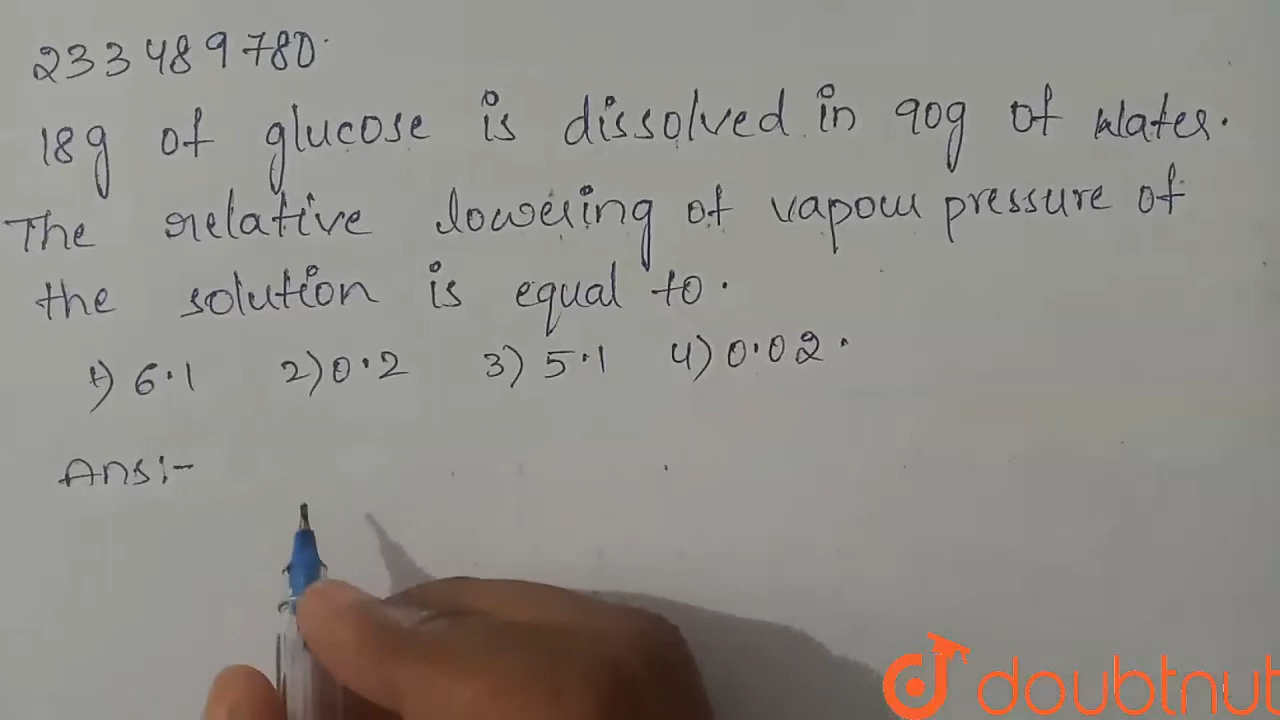 233489780.
18g of glucose is dissolved in 90g of water.
The relative lowering of vapour pressure of
the solution is equal to.
1) 6.1 2) 0.2 3) 5.1 4) 0.02.
Ans:-
doubtnut